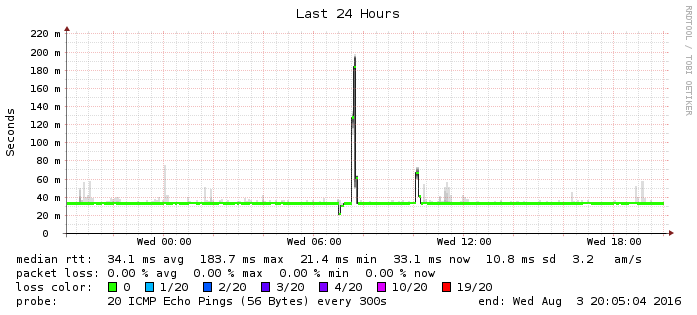 Last 24 Hours
RRDTOOL / TOBI OETIKER
Seconds
220 m
200 m
180 m
160 m
140 m
120 m
100 m
80 m
60 m
40 m
20 m
0
Wed 00:00 Wed 06:00 Wed 12:00 Wed 18:00
median rtt: 34.1 ms avg 183.7 ms max 21.4 ms min 33.1 ms now 10.8 ms sd 3.2 am/s
packet loss: 0.00 % avg 0.00 % max 0.00 % min 0.00 % now
loss color: 0 1/20 2/20 3/20 4/20 10/20 19/20
probe: 20 ICMP Echo Pings (56 Bytes) every 300s end: Wed Aug 3 20:05:04 2016